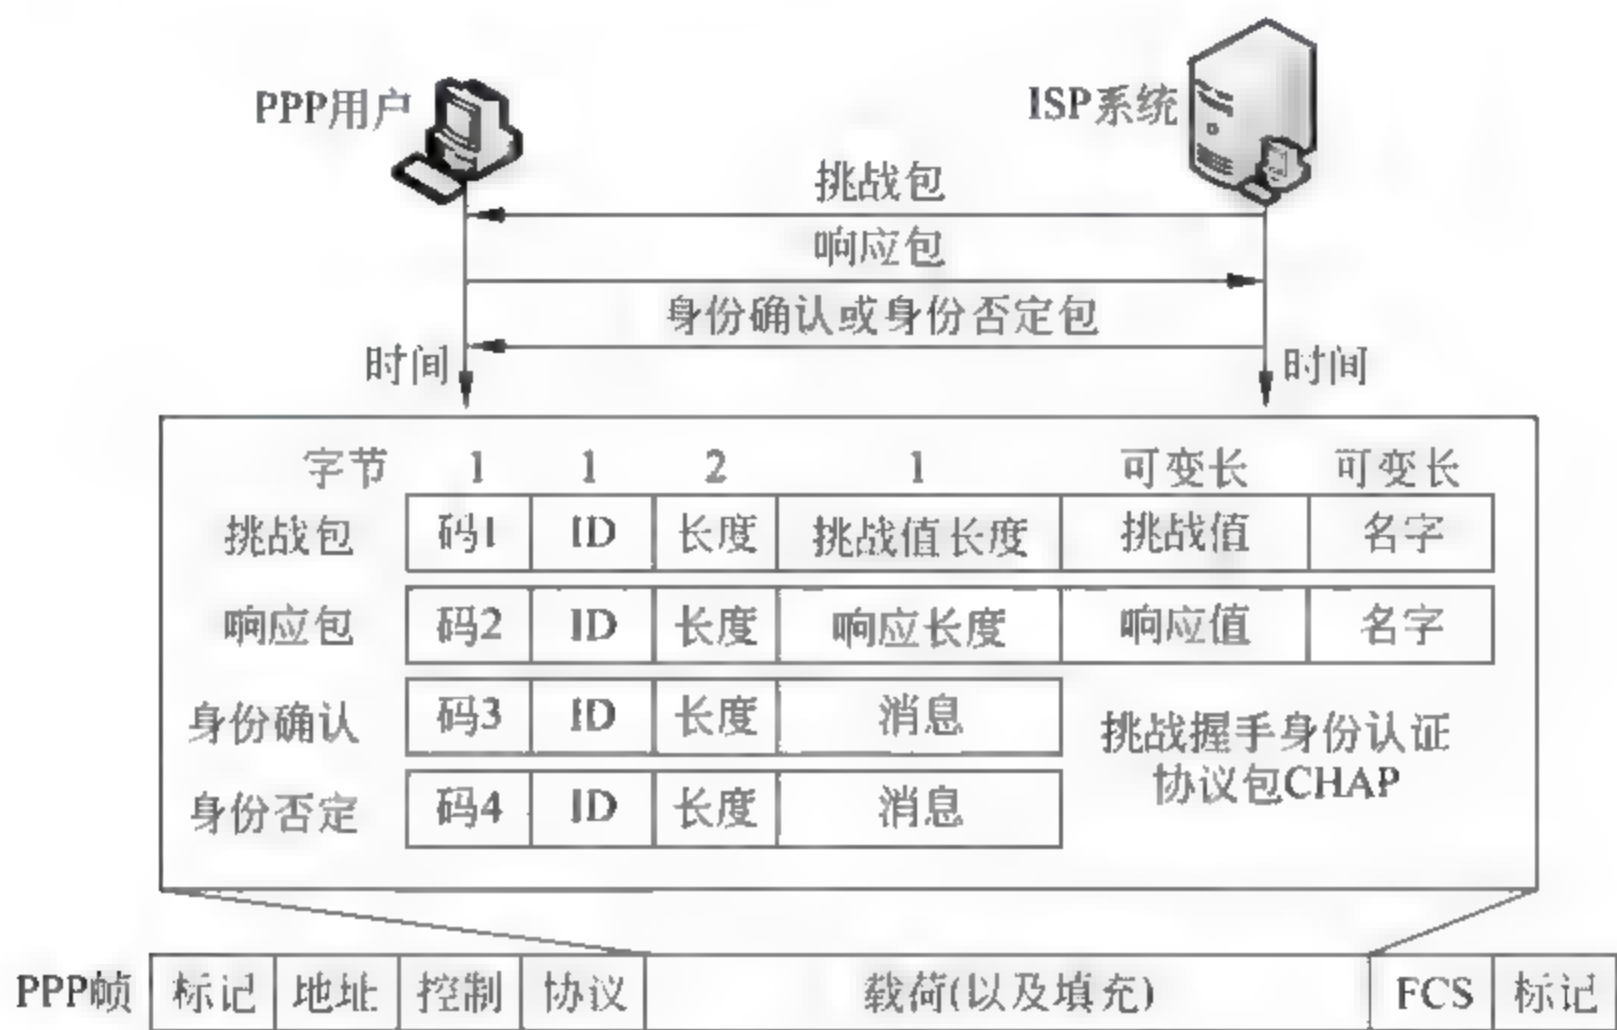 PPP用户
ISP系统
挑战包
响应包
身份确认或身份否定包
时间
时间
字节 1 1 2 1 可变长 可变长
挑战包 码1 ID 长度 挑战值长度 挑战值 名字
响应包 码2 ID 长度 响应长度 响应值 名字
身份确认 码3 ID 长度 消息
挑战握手身份认证
协议包CHAP
身份否定 码4 ID 长度 消息
PPP帧 标记 地址 控制 协议 载荷(以及填充) FCS 标记